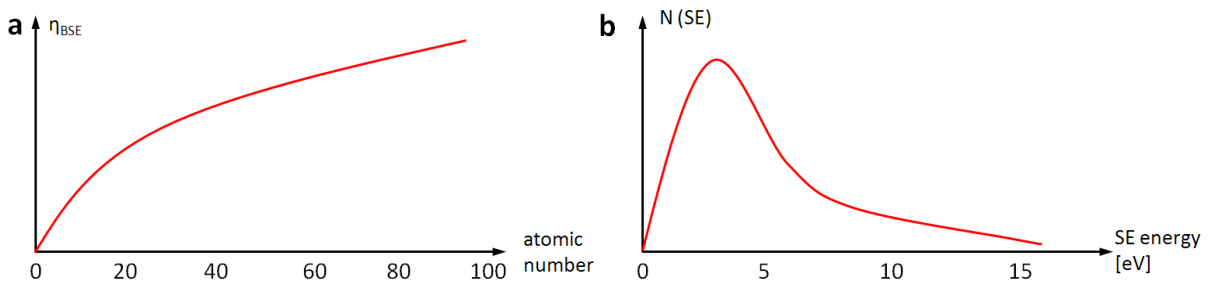 a
η_BSE
0 20 40 60 80 100
atomic
number
b
N (SE)
0 5 10 15
SE energy
[eV]